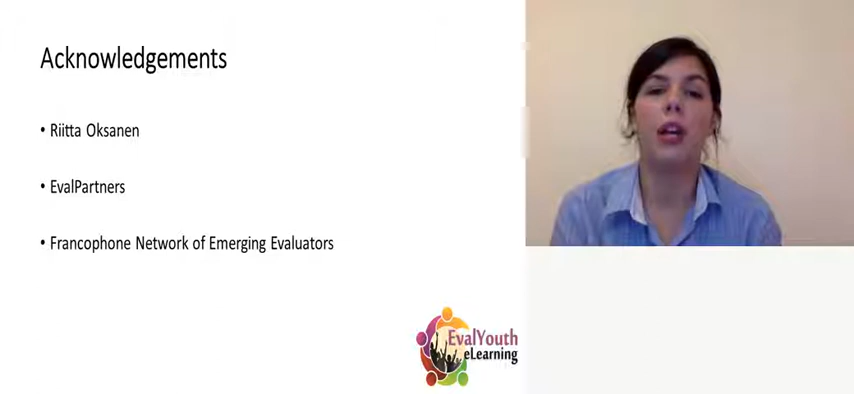 Acknowledgements
• Riitta Oksanen
• EvalPartners
• Francophone Network of Emerging Evaluators
EvalYouth
eLearning